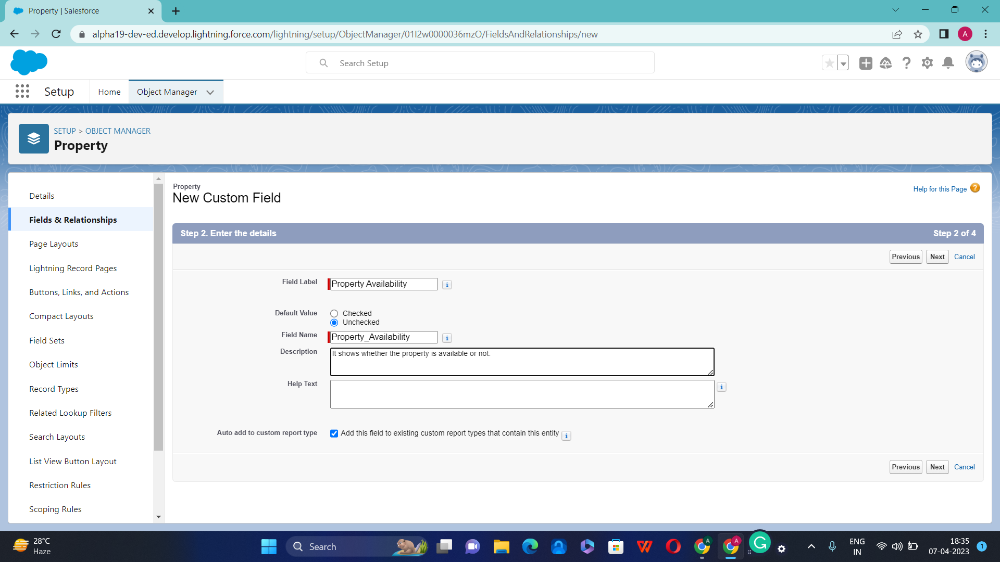 Property | Salesforce
alpha19-dev-ed.develop.lightning.force.com/lightning/setup/ObjectManager/01I2w0000036mzO/FieldsAndRelationships/new
A
Search Setup
Setup
Home
Object Manager
SETUP > OBJECT MANAGER
Property
Details
Fields & Relationships
Page Layouts
Lightning Record Pages
Buttons, Links, and Actions
Compact Layouts
Field Sets
Object Limits
Record Types
Related Lookup Filters
Search Layouts
List View Button Layout
Restriction Rules
Scoping Rules
Property
New Custom Field
Help for this Page ?
Step 2. Enter the details
Step 2 of 4
Previous Next Cancel
Field Label Property Availability i
Default Value Checked
Unchecked
Field Name Property_Availability i
Description It shows whether the property is available or not.
Help Text i
Auto add to custom report type Add this field to existing custom report types that contain this entity i
Previous Next Cancel
28°C
Haze
Search
A
A
G
ENG
IN
18:35
07-04-2023
1